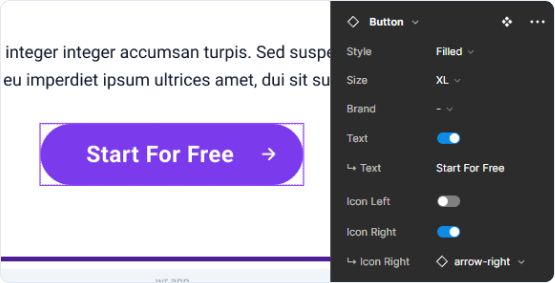 integer integer accumsan turpis. Sed suspe
eu imperdiet ipsum ultrices amet, dui sit su
Start For Free
Button
Style Filled
Size XL
Brand -
Text
↳ Text Start For Free
Icon Left
Icon Right
↳ Icon Right arrow-right